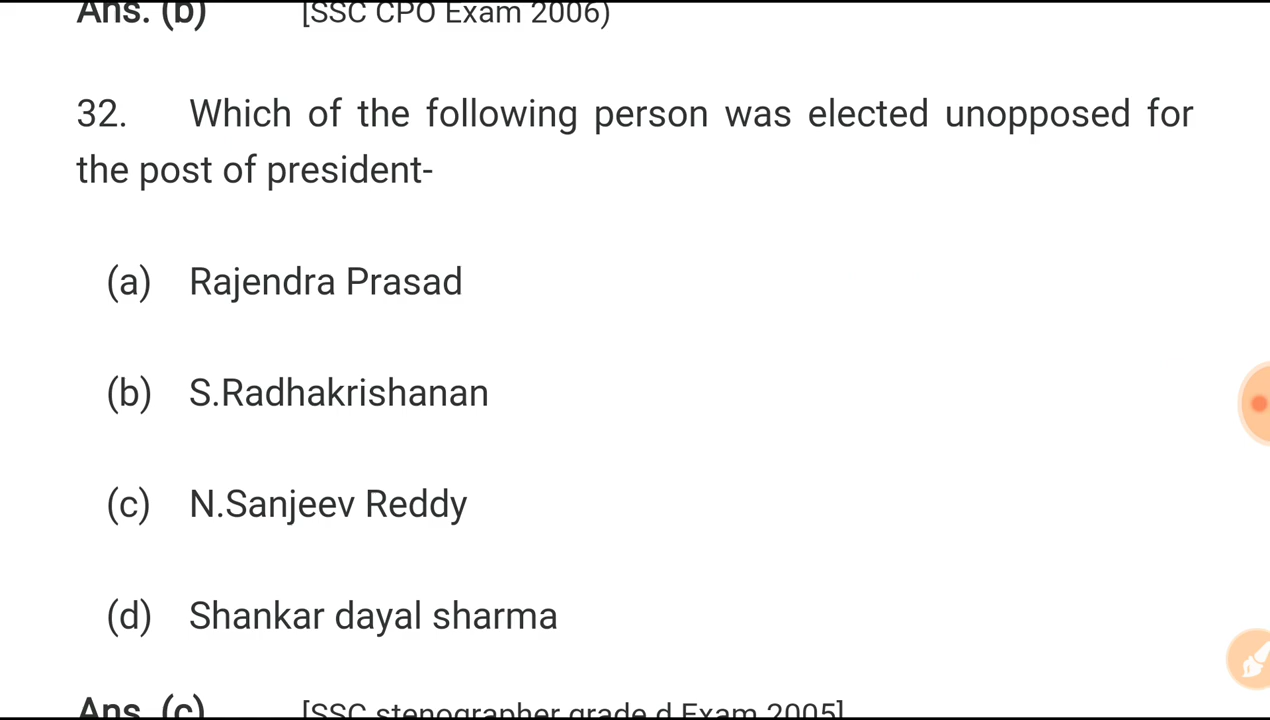 Ans. (b) [SSC CPO Exam 2006)
32. Which of the following person was elected unopposed for
the post of president-
(a) Rajendra Prasad
(b) S.Radhakrishanan
(c) N.Sanjeev Reddy
(d) Shankar dayal sharma
Ans. (c) [SSC stenographer grade d Exam 2005]